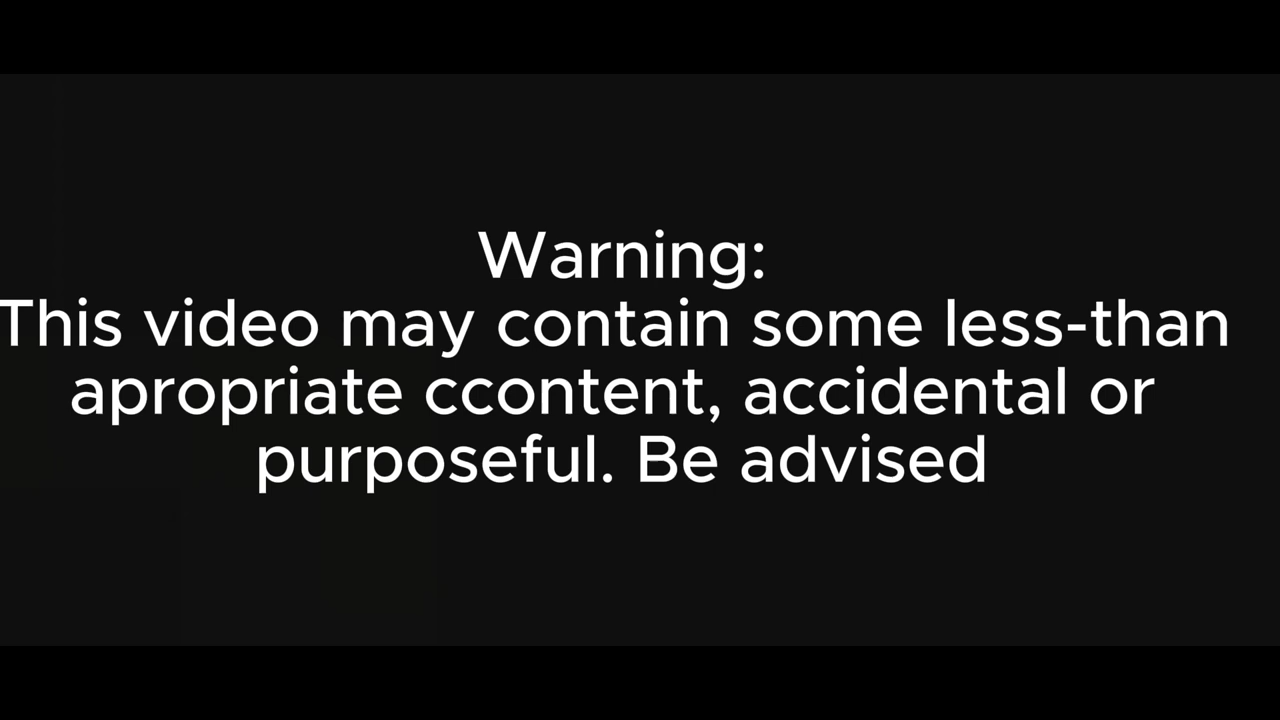 Warning:
This video may contain some less-than
apropriate ccontent, accidental or
purposeful. Be advised